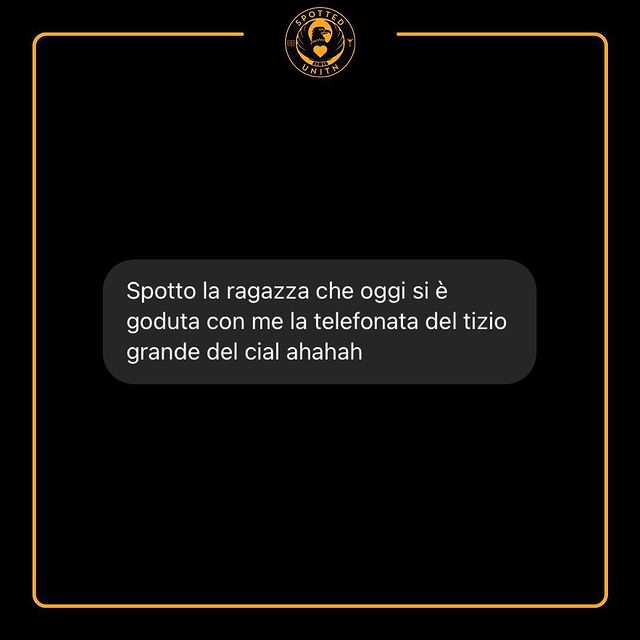 SPOTTED
UNITN
Spotto la ragazza che oggi si è
goduta con me la telefonata del tizio
grande del cial ahahah